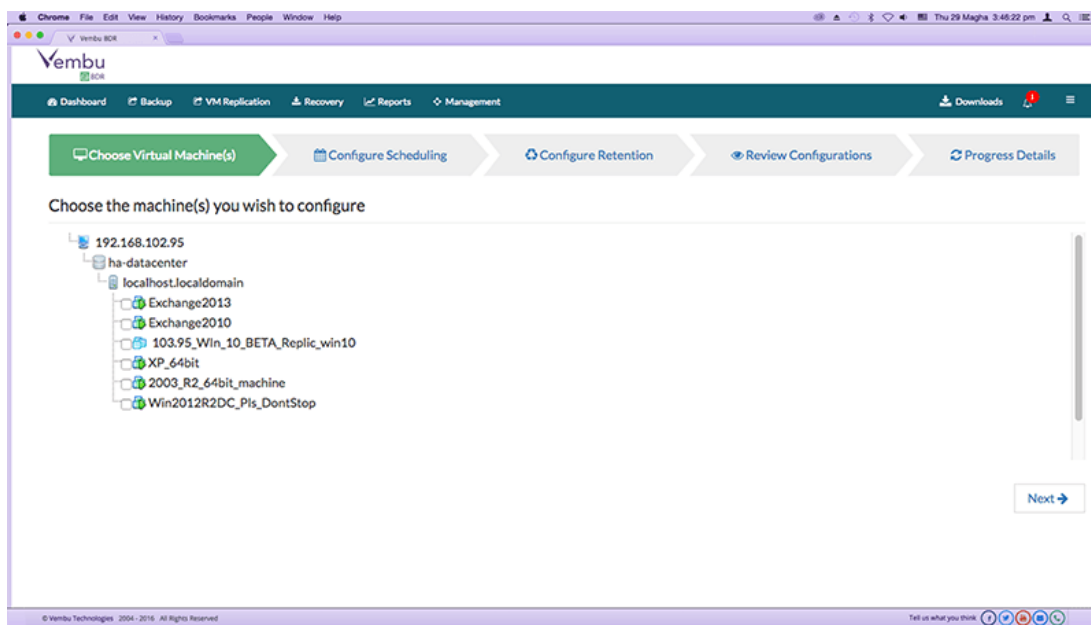 Chrome File Edit View History Bookmarks People Window Help Thu 29 Magha 3:46:22 pm
Vembu BDR
Vembu
BDR
Dashboard Backup VM Replication Recovery Reports Management Downloads 1
Choose Virtual Machine(s) Configure Scheduling Configure Retention Review Configurations Progress Details
Choose the machine(s) you wish to configure
192.168.102.95
ha-datacenter
localhost.localdomain
Exchange2013
Exchange2010
103.95_WIn_10_BETA_Replic_win10
XP_64bit
2003_R2_64bit_machine
Win2012R2DC_Pls_DontStop
Next
© Vembu Technologies 2004 - 2016 All Rights Reserved Tell us what you think